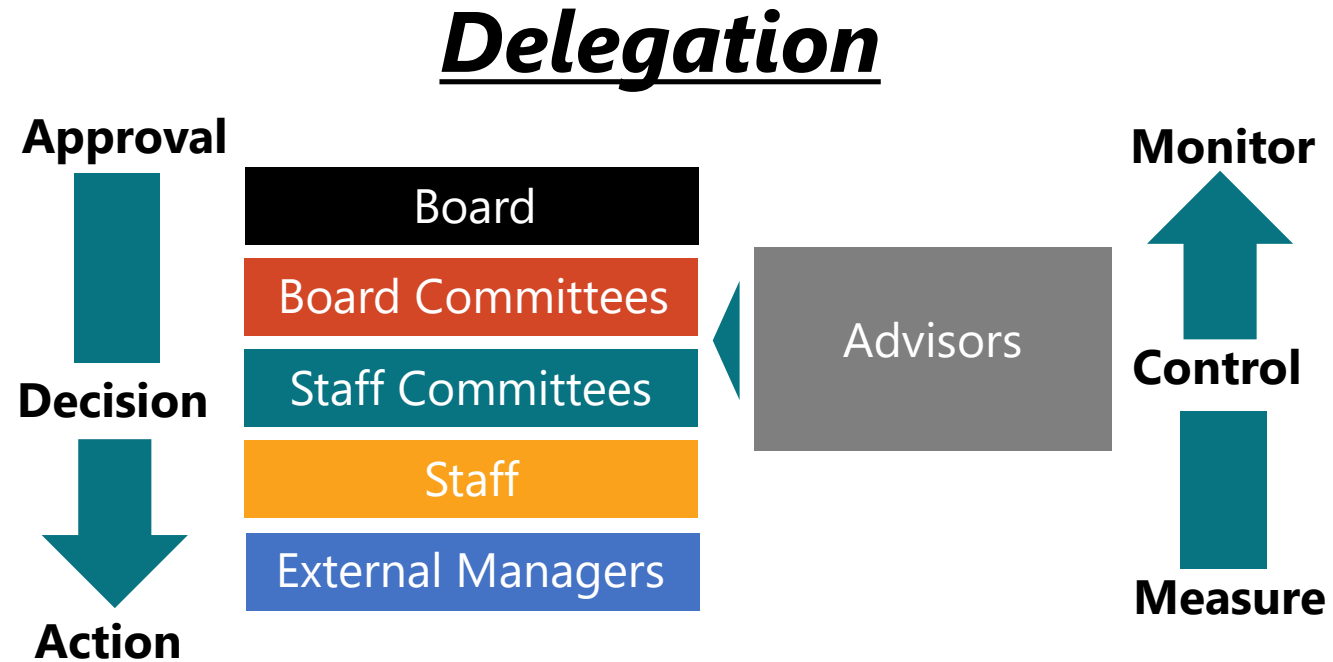 Delegation
Approval
Decision
Action
Board
Board Committees
Staff Committees
Staff
External Managers
Advisors
Monitor
Control
Measure